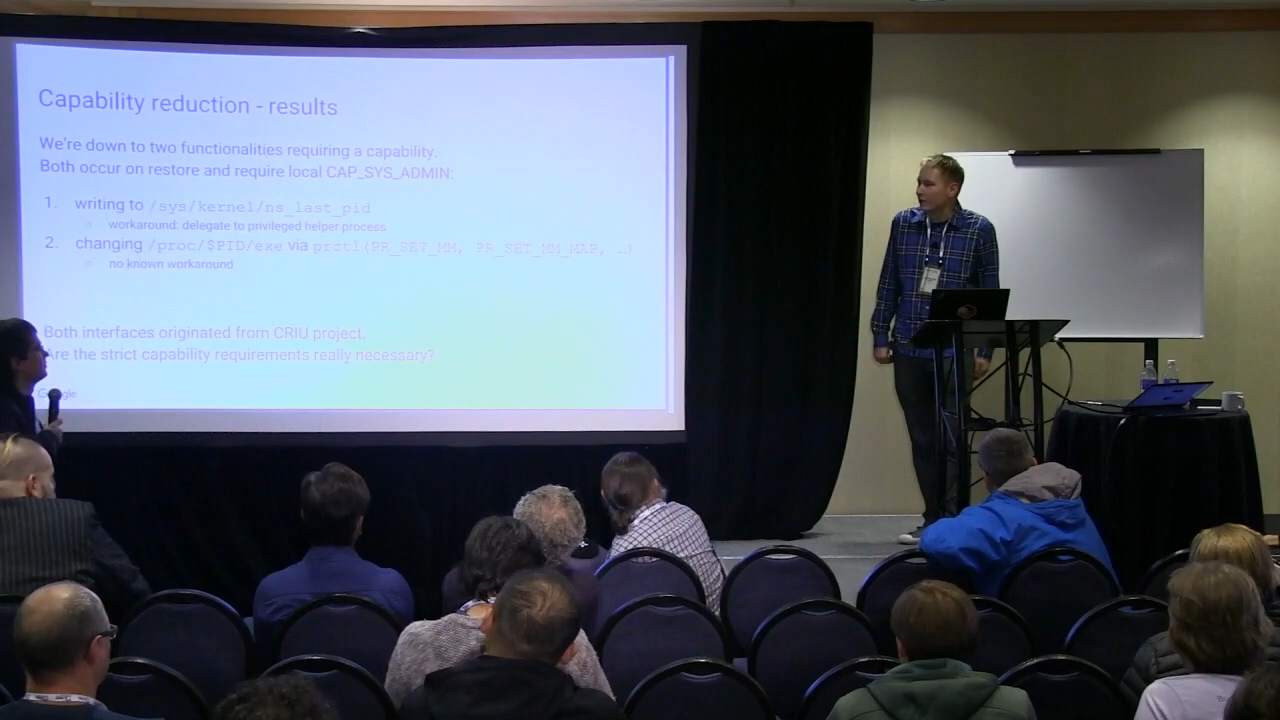 Capability reduction - results
We're down to two functionalities requiring a capability.
Both occur on restore and require local CAP_SYS_ADMIN:
1. writing to /sys/kernel/ns_last_pid
○ workaround: delegate to privileged helper process
2. changing /proc/$PID/exe via prctl(PR_SET_MM, PR_SET_MM_MAP, …)
○ no known workaround
Both interfaces originated from CRIU project.
Are the strict capability requirements really necessary?
Google